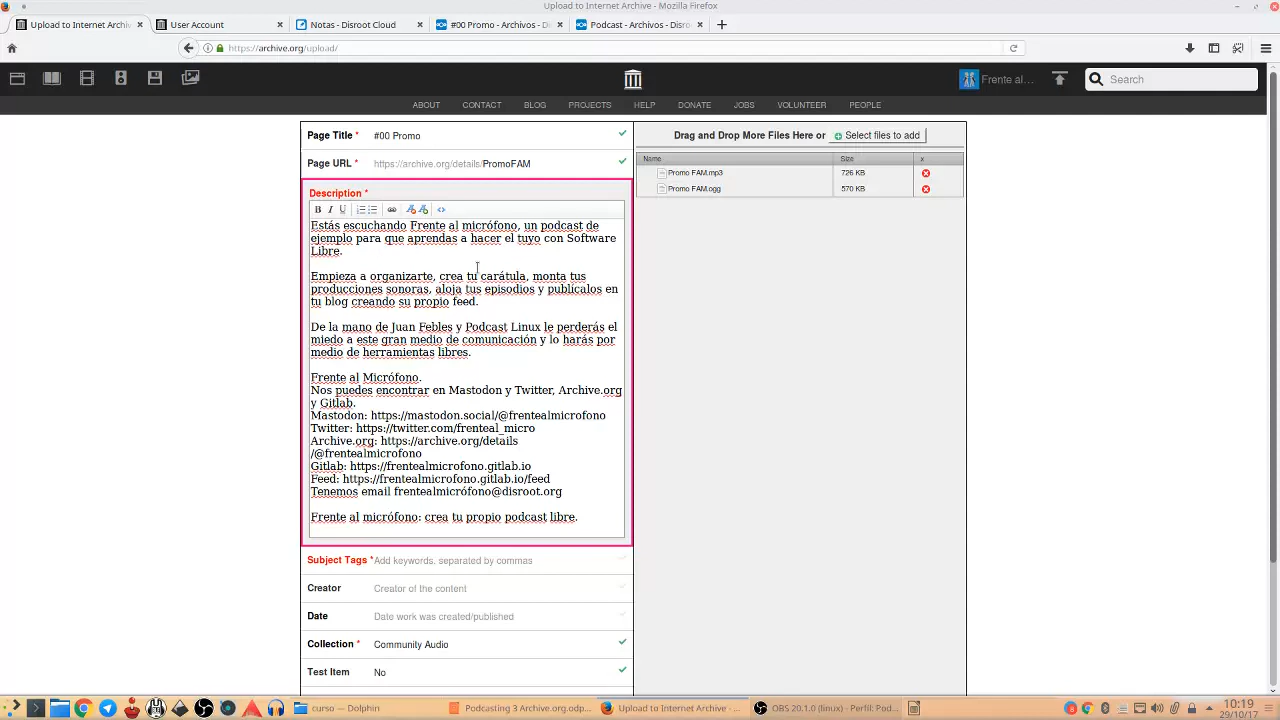 Upload to Internet Archive - Mozilla Firefox
Upload to Internet Archive
User Account
Notas - Disroot Cloud
#00 Promo - Archivos - D
Podcast - Archivos - Disro
https://archive.org/upload/
Frente al...
Search
ABOUT CONTACT BLOG PROJECTS HELP DONATE JOBS VOLUNTEER PEOPLE
Page Title * #00 Promo
Page URL * https://archive.org/details/PromoFAM
Description *
B I U
Estás escuchando Frente al micrófono, un podcast de
ejemplo para que aprendas a hacer el tuyo con Software
Libre.
Empieza a organizarte, crea tu carátula, monta tus
producciones sonoras, aloja tus episodios y publícalos en
tu blog creando su propio feed.
De la mano de Juan Febles y Podcast Linux le perderás el
miedo a este gran medio de comunicación y lo harás por
medio de herramientas libres.
Frente al Micrófono.
Nos puedes encontrar en Mastodon y Twitter, Archive.org
y Gitlab.
Mastodon: https://mastodon.social/@frentealmicrofono
Twitter: https://twitter.com/frenteal_micro
Archive.org: https://archive.org/details
/@frentealmicrofono
Gitlab: https://frentealmicrofono.gitlab.io
Feed: https://frentealmicrofono.gitlab.io/feed
Tenemos email frentealmicrófono@disroot.org
Frente al micrófono: crea tu propio podcast libre.
Subject Tags * Add keywords, separated by commas
Creator Creator of the content
Date Date work was created/published
Collection * Community Audio
Test Item No
Drag and Drop More Files Here or Select files to add
Name Size x
Promo FAM.mp3 726 KB
Promo FAM.ogg 570 KB
curso — Dolphin
Podcasting 3 Archive.org.odp...
Upload to Internet Archive - ...
OBS 20.1.0 (linux) - Perfil: Pod...
10:19
29/10/17